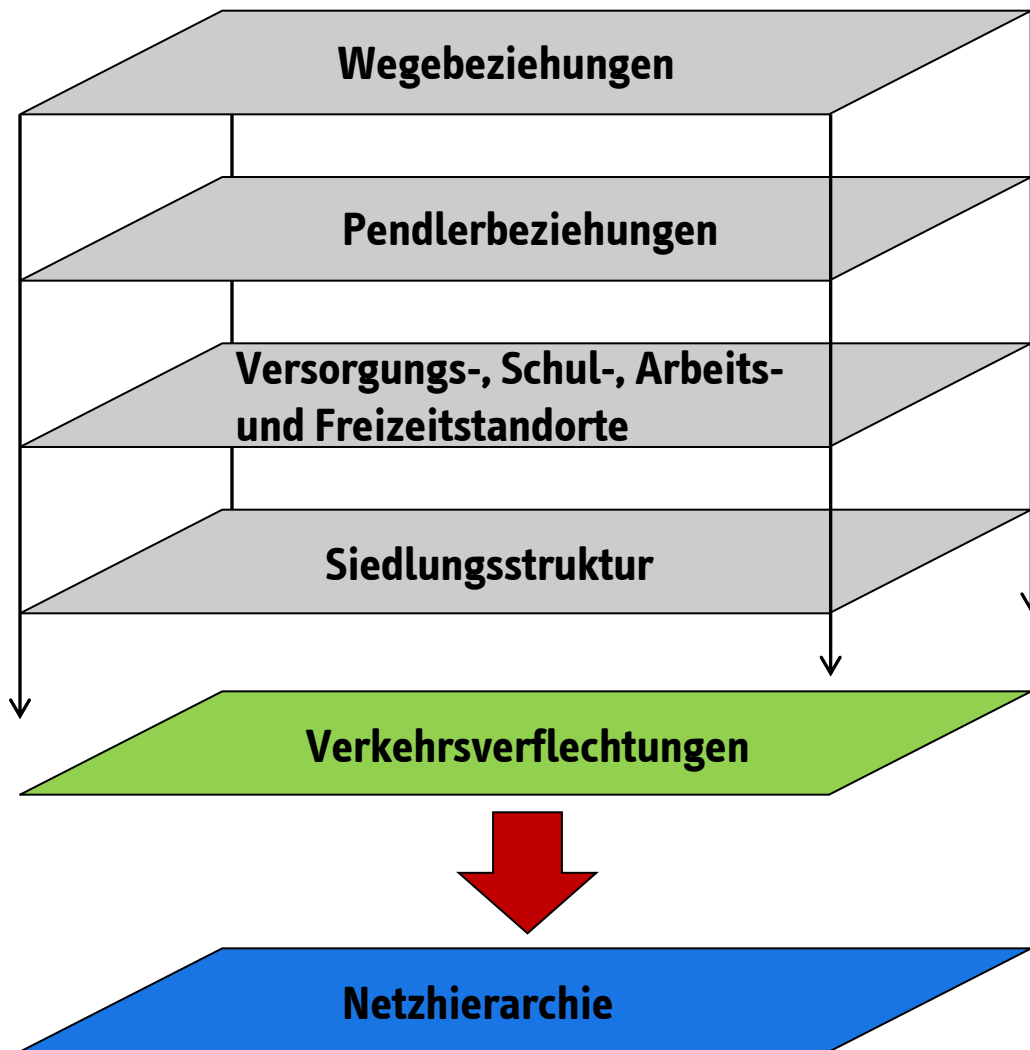 Wegebeziehungen
Pendlerbeziehungen
Versorgungs-, Schul-, Arbeits-
und Freizeitstandorte
Siedlungsstruktur
Verkehrsverflechtungen
Netzhierarchie